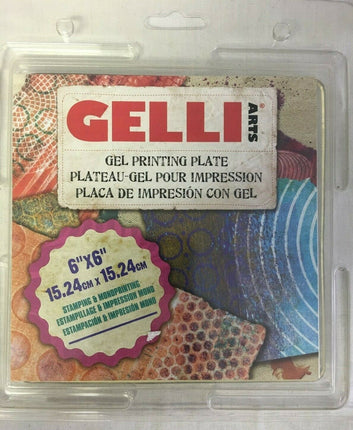 GELLI® ARTS
GEL PRINTING PLATE
PLATEAU-GEL POUR IMPRESSION
PLACA DE IMPRESIÓN CON GEL
6"x6"
15.24CM x 15.24CM
STAMPING & MONOPRINTING
ESTAMPILLAGE & IMPRESSION MONO
ESTAMPACIÓN & IMPRESIÓN MONO